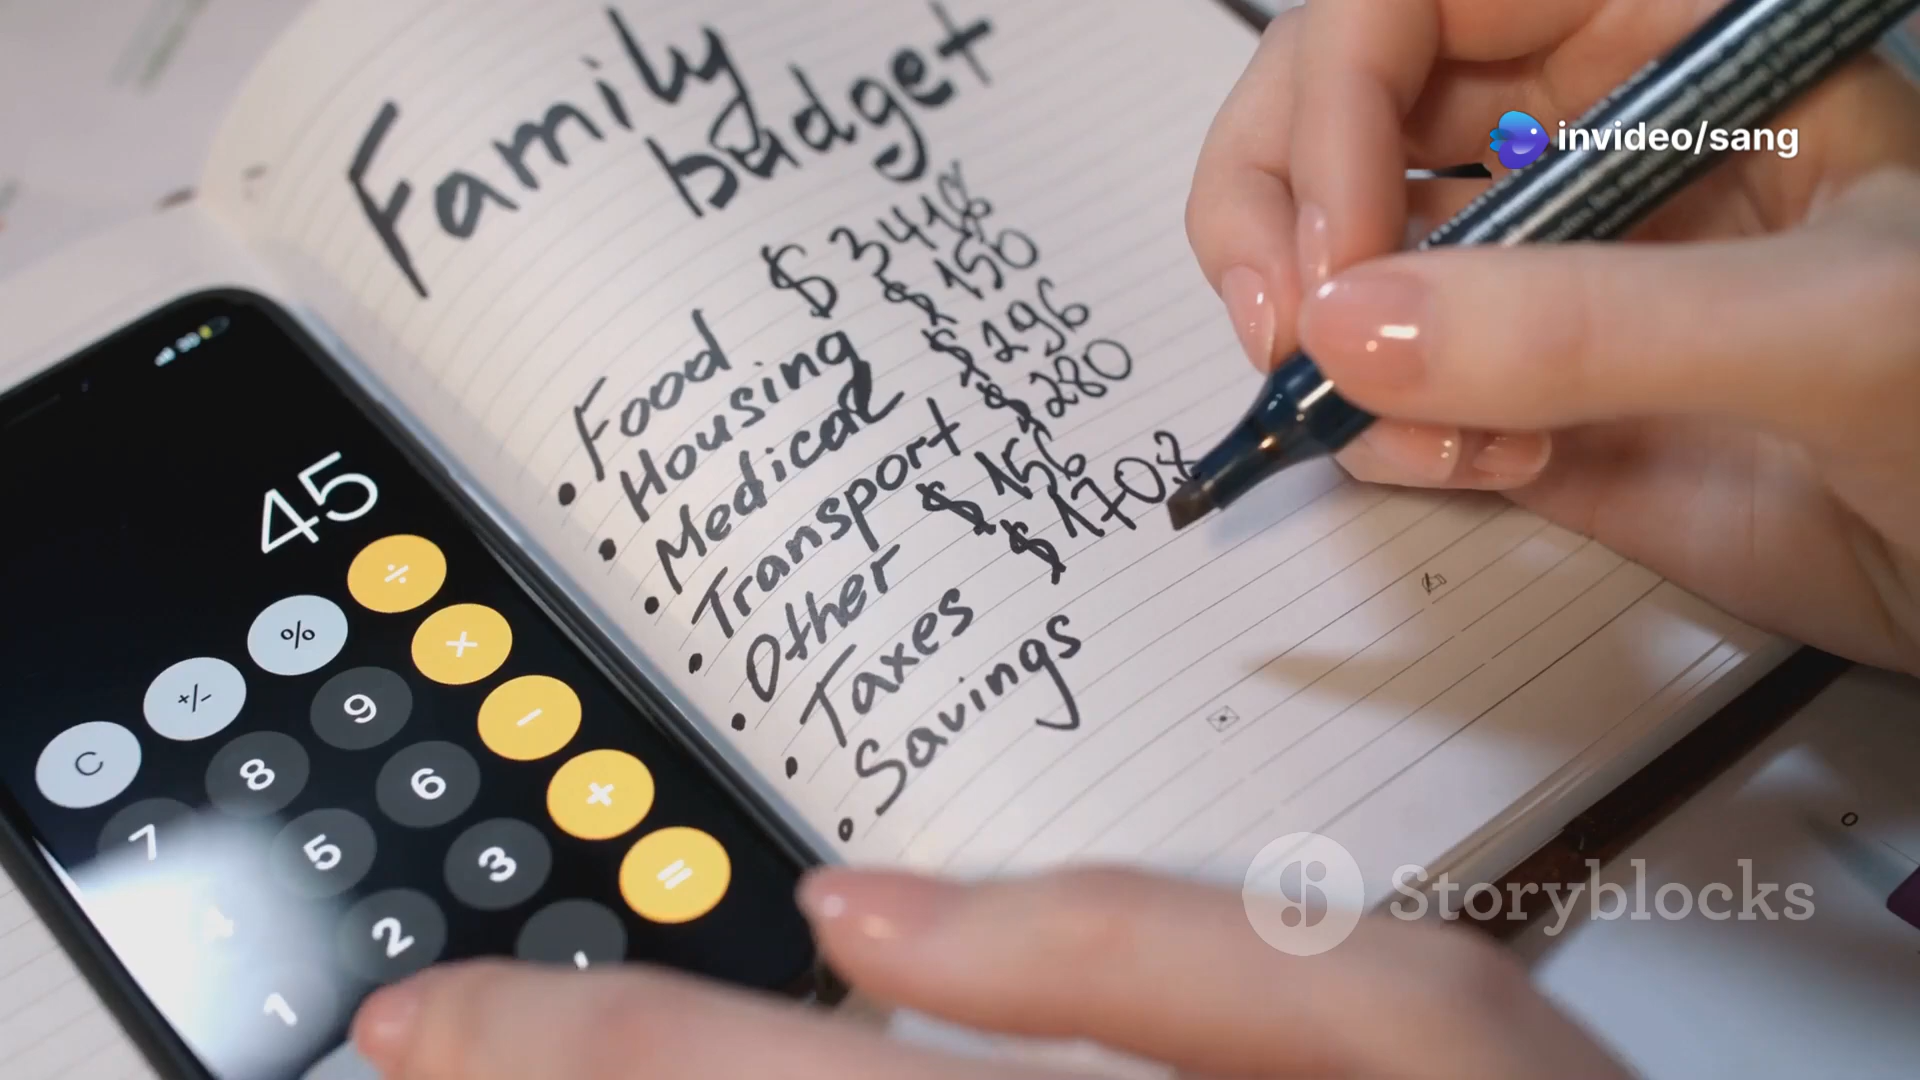 Family
budget
Food $3418
Housing $150
Medical $296
Transport $280
Other $156
Taxes $1708
Savings
45
C +/- % ÷
7 8 9 ×
4 5 6 −
1 2 3 +
=
invideo/sang
Storyblocks